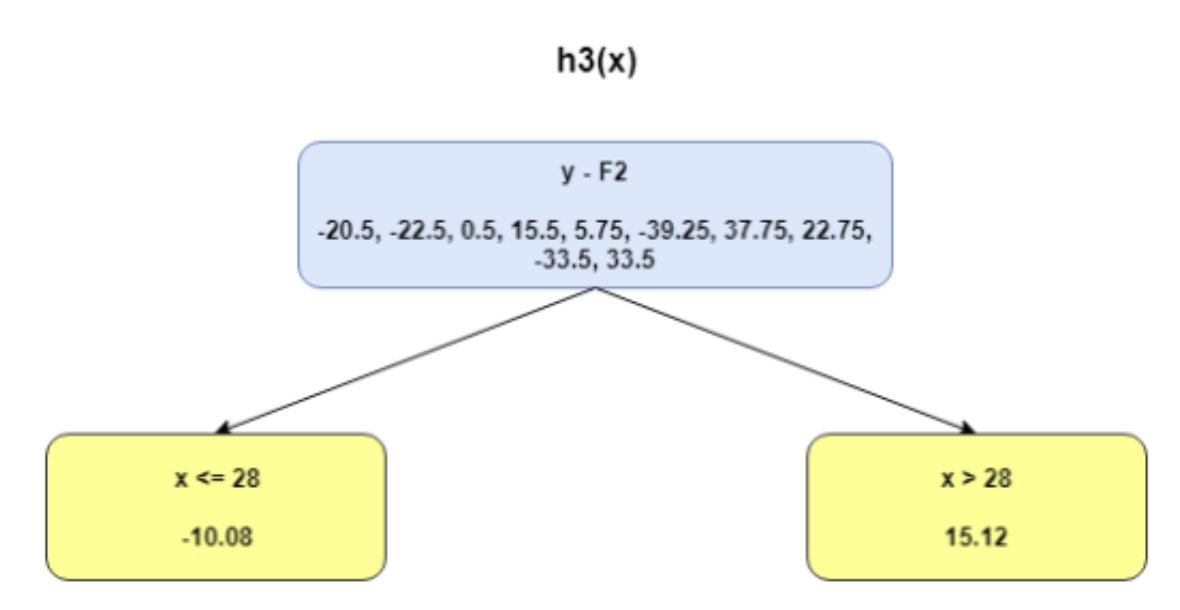 h3(x)
y - F2
-20.5, -22.5, 0.5, 15.5, 5.75, -39.25, 37.75, 22.75,
-33.5, 33.5
x <= 28
-10.08
x > 28
15.12